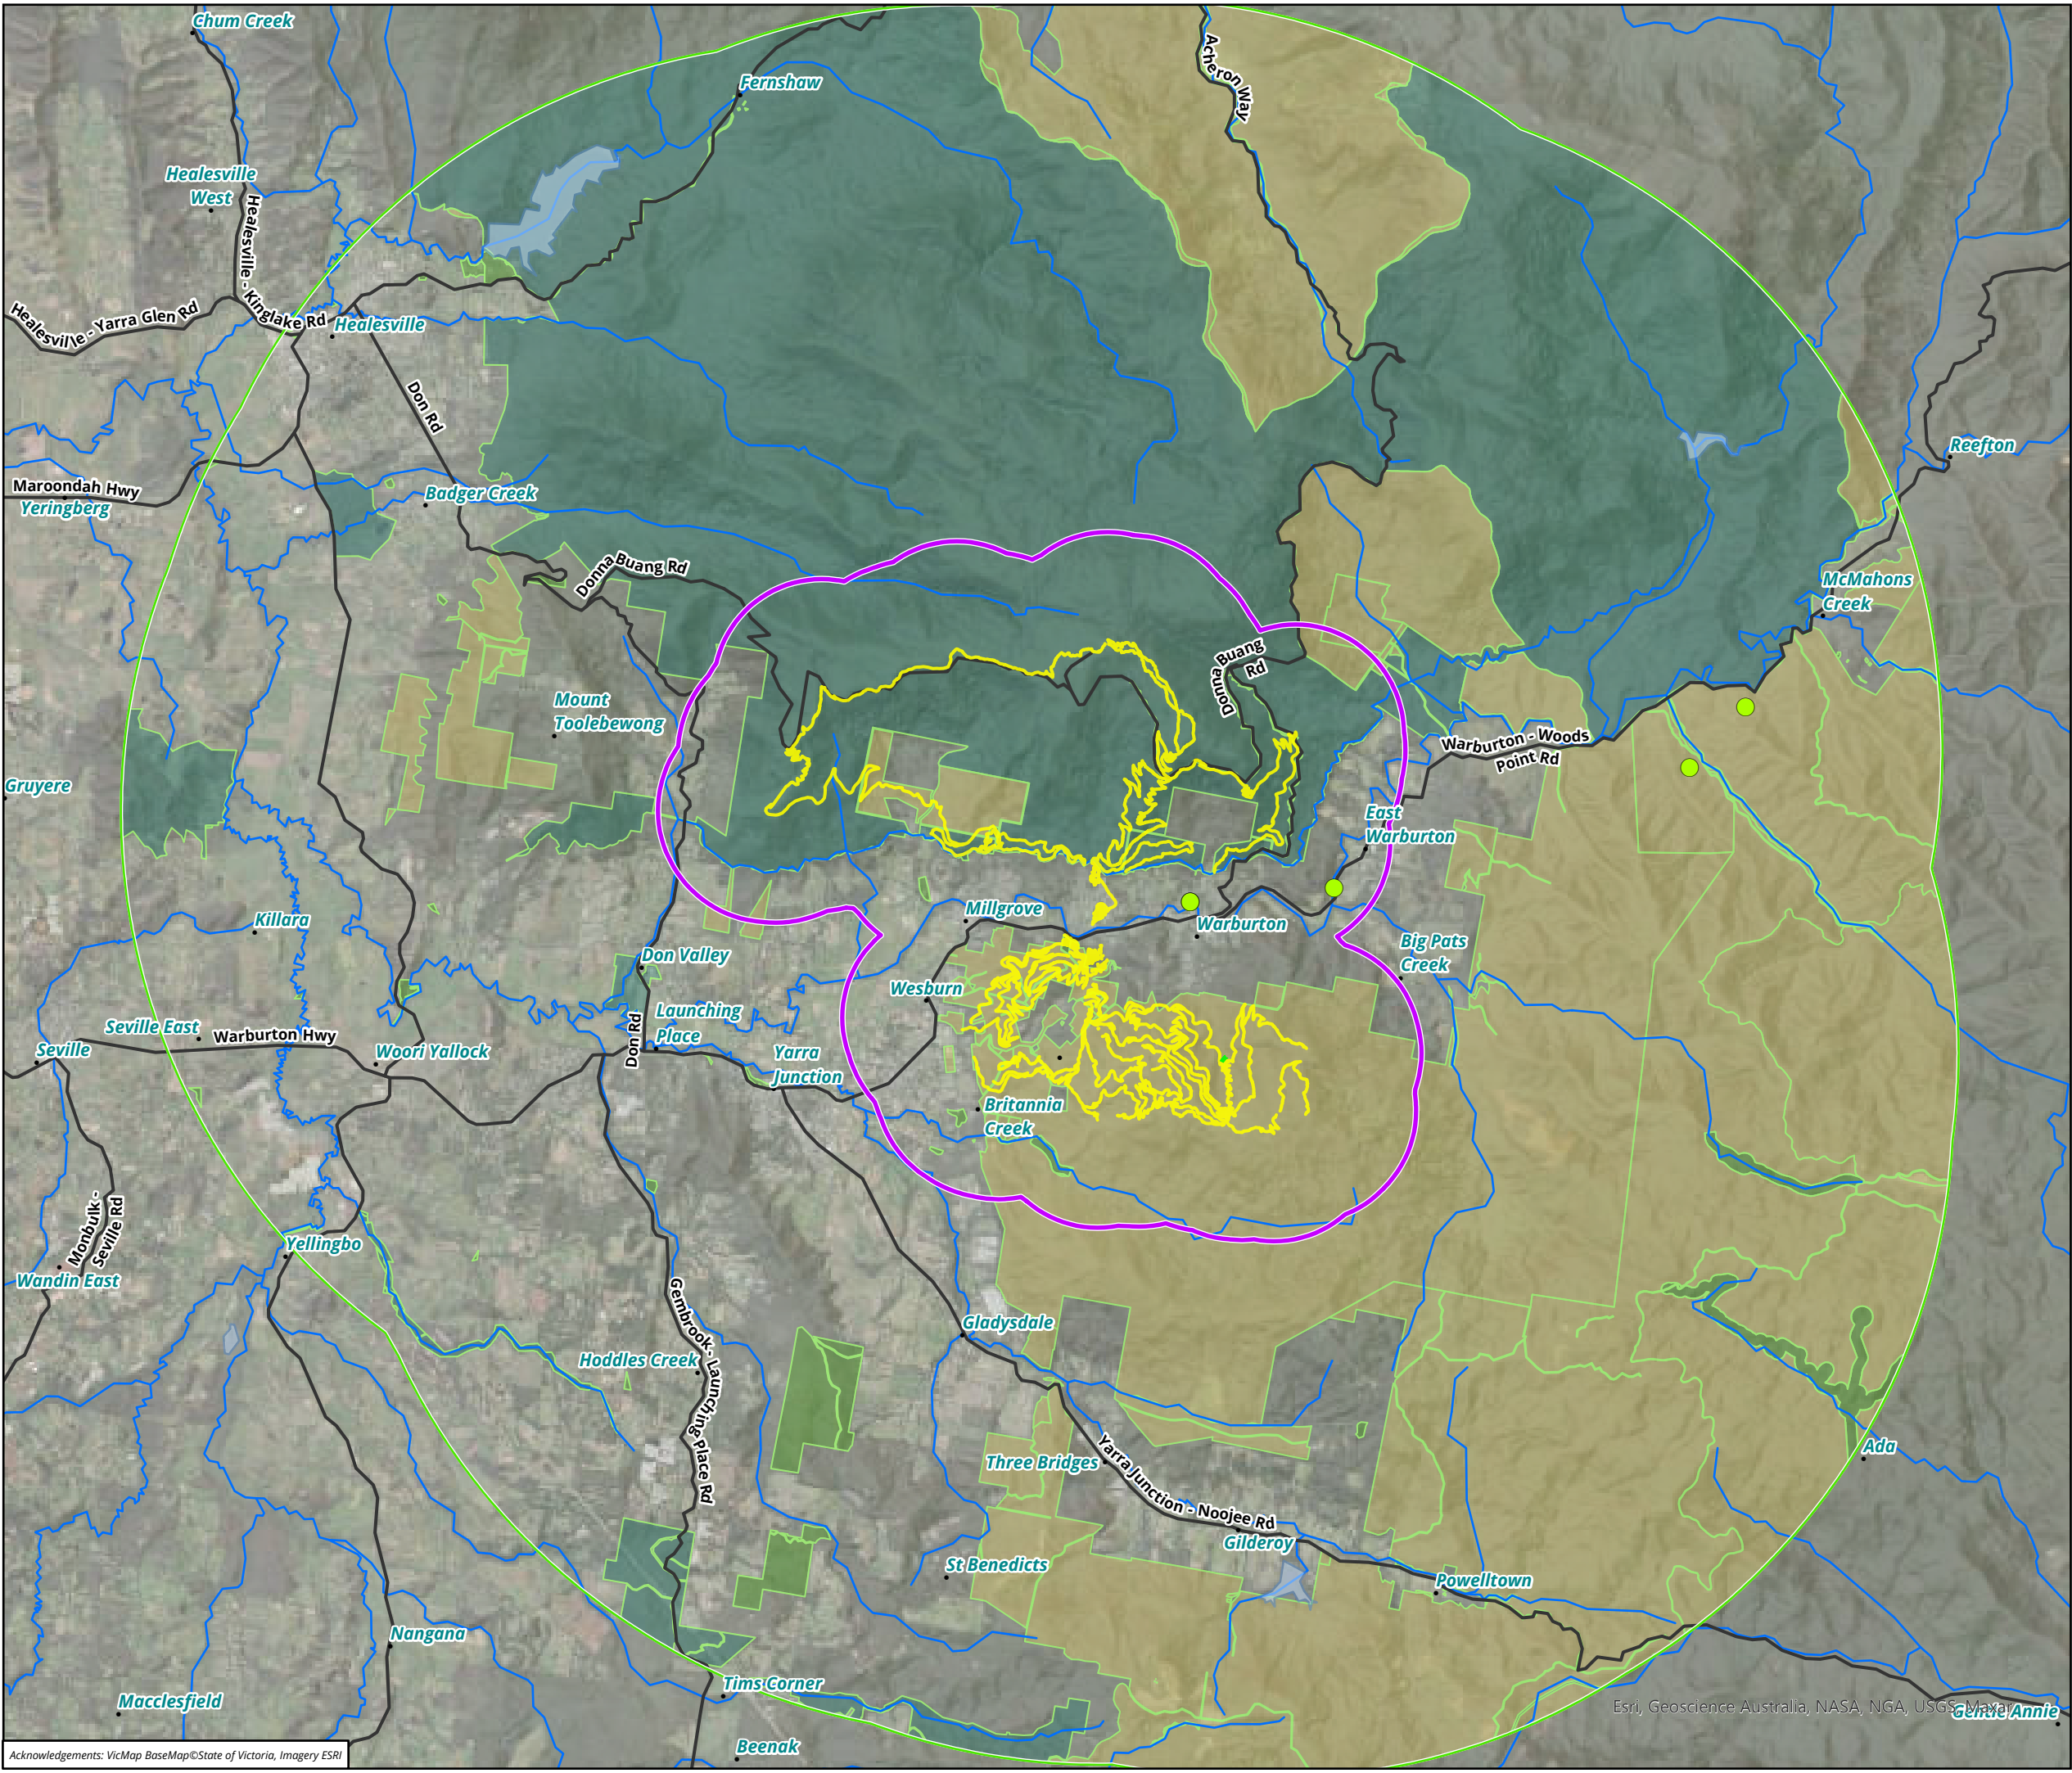 Chum Creek
Fernshaw
Acheron Way
Healesville
West
Healesville - Kinglake Rd
Healesville - Yarra Glen Rd
Healesville
Don Rd
Reefton
Maroondah Hwy
Yeringberg
Badger Creek
Donna Buang Rd
McMahons
Creek
Donna Buang
Rd
Mount
Toolebewong
Warburton - Woods
Point Rd
Gruyere
East
Warburton
Killara
Millgrove
Warburton
Big Pats
Creek
Don Valley
Wesburn
Launching
Place
Seville East
Warburton Hwy
Don Rd
Seville
Woori Yallock
Yarra
Junction
Britannia
Creek
Monbulk -
Seville Rd
Yellingbo
Wandin East
Gembrook - Launching Place Rd
Gladysdale
Hoddles Creek
Ada
Three Bridges
Yarra Junction - Noojee Rd
Gilderoy
St Benedicts
Powelltown
Nangana
Tims Corner
Macclesfield
Esri, Geoscience Australia, NASA, NGA, USGS, Maxar
Gentle Annie
Beenak
Acknowledgements: VicMap BaseMap©State of Victoria, Imagery ESRI